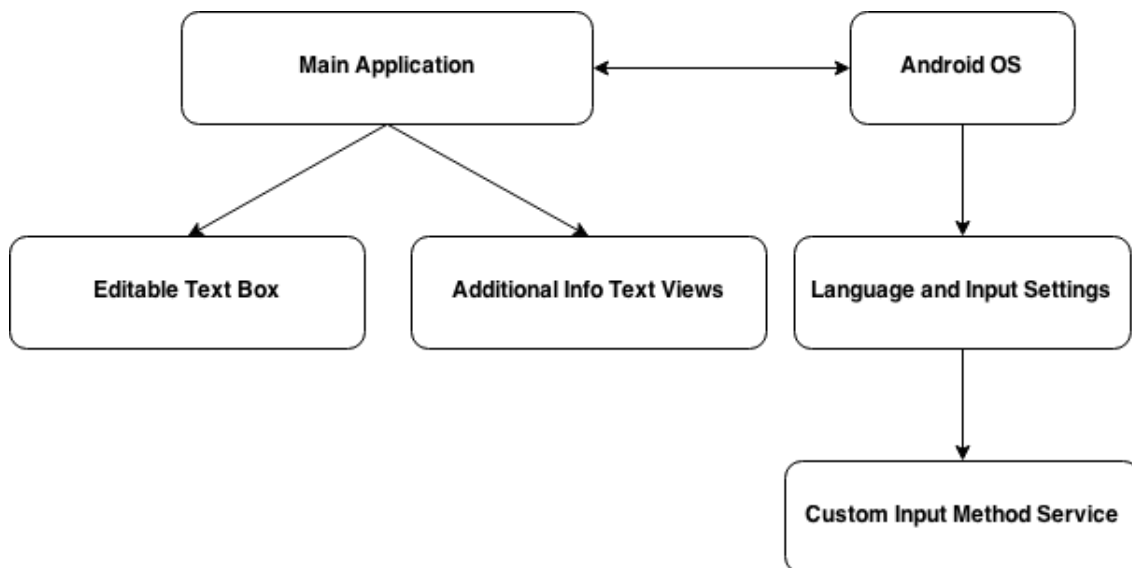 Main Application
Android OS
Editable Text Box
Additional Info Text Views
Language and Input Settings
Custom Input Method Service